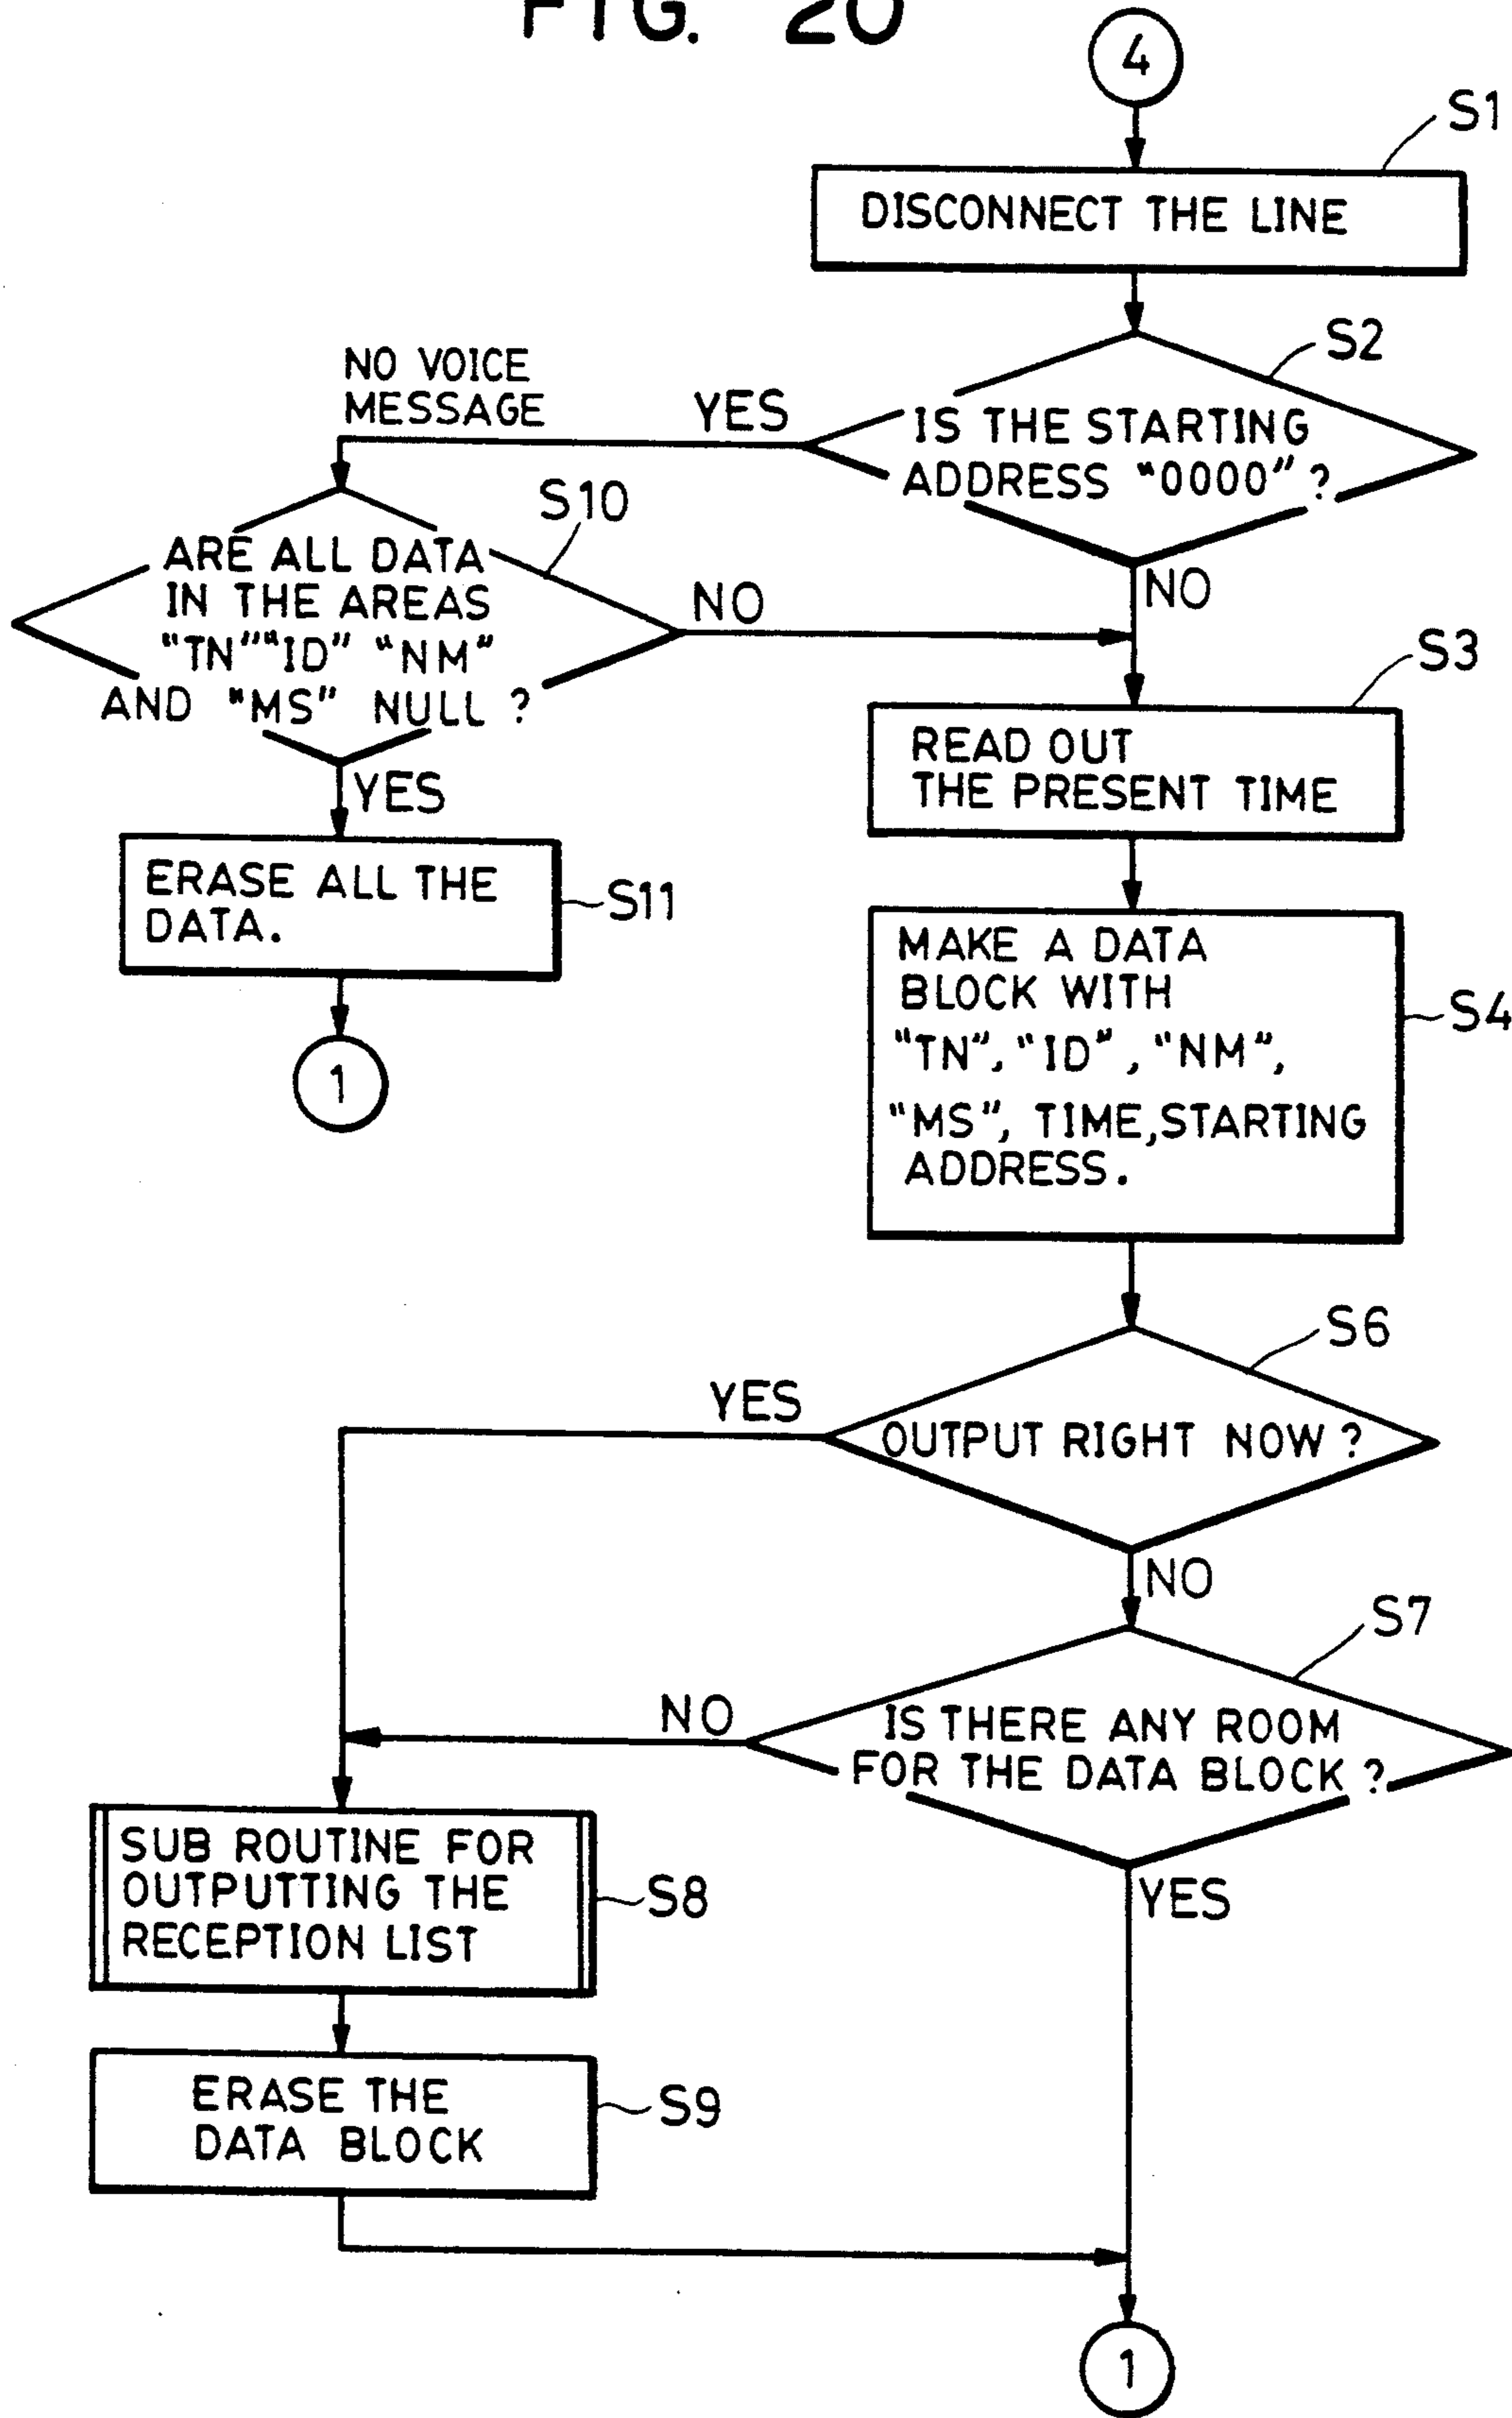 FIG. 20
4
S1
DISCONNECT THE LINE
S2
NO VOICE
MESSAGE
YES
IS THE STARTING
ADDRESS "0000" ?
S10
ARE ALL DATA
IN THE AREAS
"TN" "ID" "NM"
AND "MS" NULL ?
NO
NO
S3
READ OUT
THE PRESENT TIME
YES
ERASE ALL THE
DATA.
S11
1
MAKE A DATA
BLOCK WITH
"TN", "ID", "NM",
"MS", TIME, STARTING
ADDRESS.
S4
S6
YES
OUTPUT RIGHT NOW ?
NO
S7
NO
IS THERE ANY ROOM
FOR THE DATA BLOCK ?
SUB ROUTINE FOR
OUTPUTTING THE
RECEPTION LIST
S8
YES
ERASE THE
DATA BLOCK
S9
1